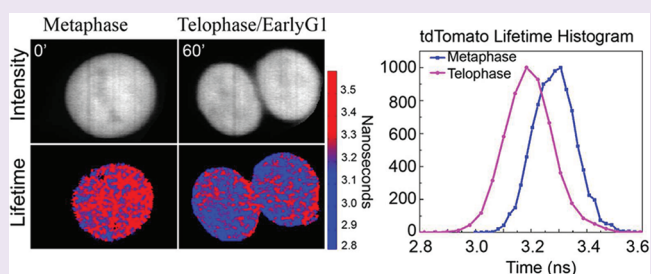 Metaphase
Telophase/EarlyG1
Intensity
0'
60'
Lifetime
3.5
3.4
3.3
3.2
3.1
3.0
2.9
2.8
Nanoseconds
tdTomato Lifetime Histogram
Metaphase
Telophase
1000
800
600
400
200
0
2.8 3.0 3.2 3.4 3.6
Time (ns)